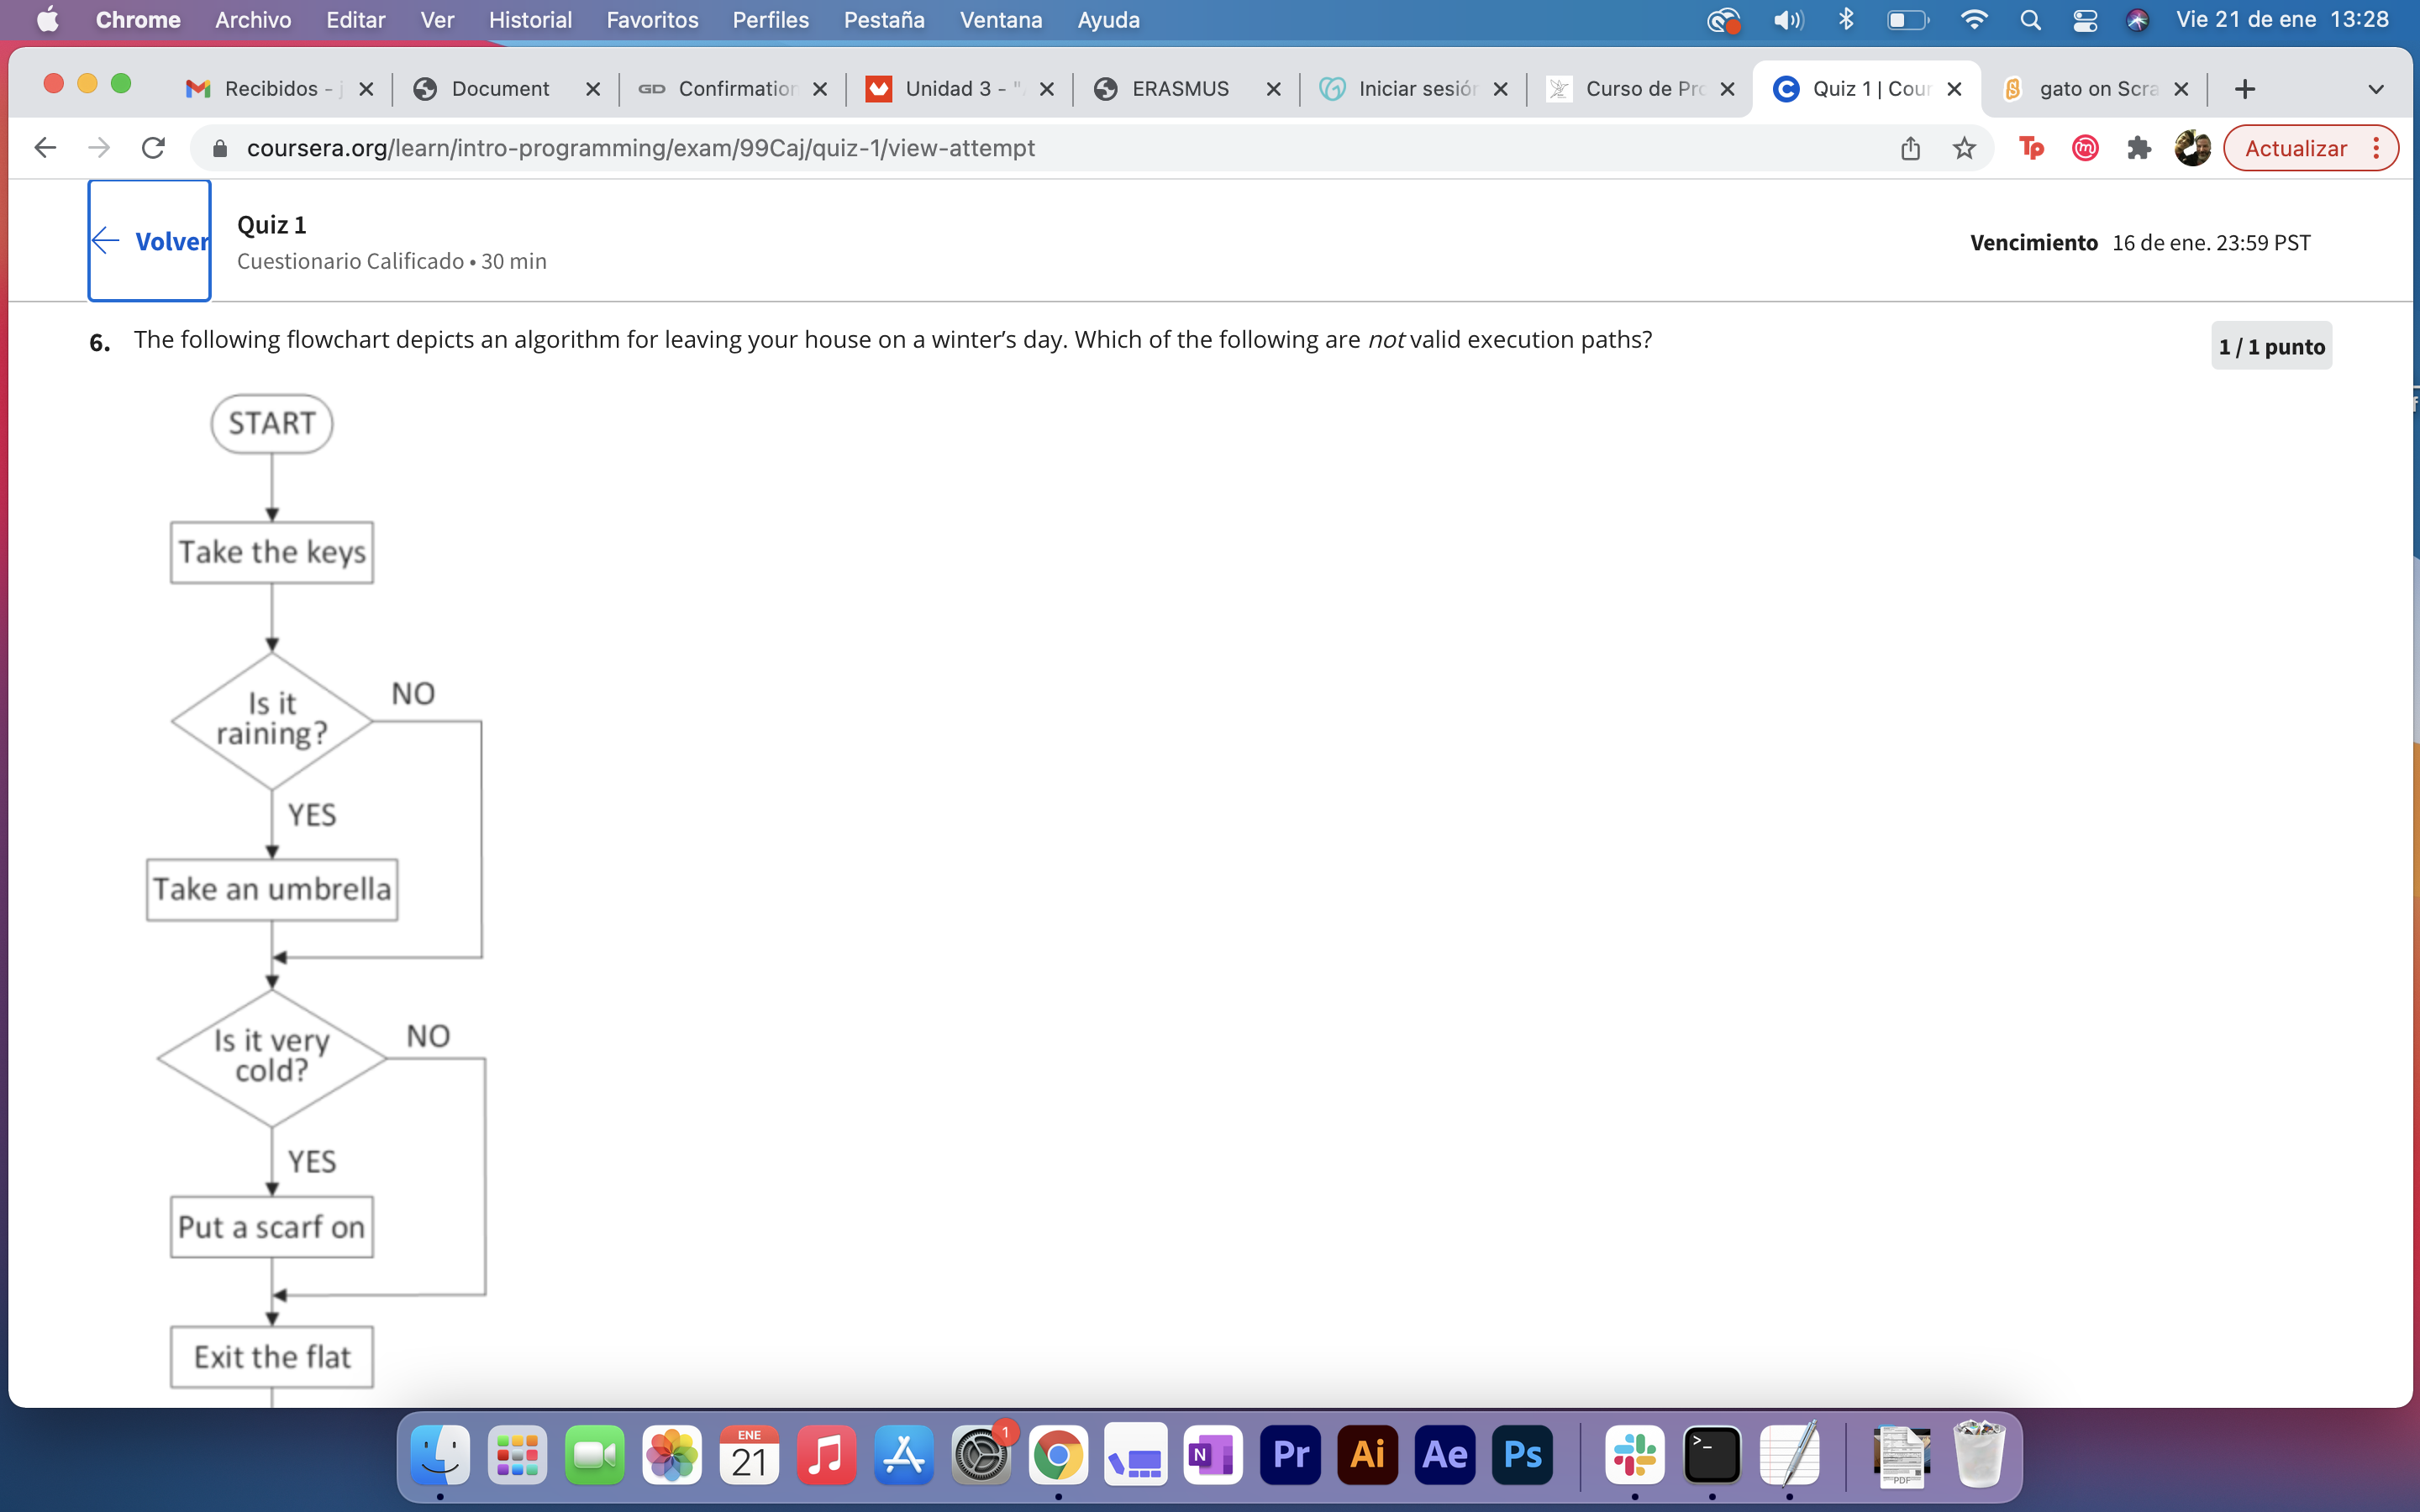 Chrome Archivo Editar Ver Historial Favoritos Perfiles Pestaña Ventana Ayuda Vie 21 de ene 13:28
Recibidos - Document GD Confirmation Unidad 3 - " ERASMUS Iniciar sesión Curso de Pro Quiz 1 | Cour gato on Scra
coursera.org/learn/intro-programming/exam/99Caj/quiz-1/view-attempt Tp Actualizar
Volver
Quiz 1
Cuestionario Calificado • 30 min
Vencimiento 16 de ene. 23:59 PST
6. The following flowchart depicts an algorithm for leaving your house on a winter's day. Which of the following are not valid execution paths?
1 / 1 punto
START
Take the keys
Is it
raining?
NO
YES
Take an umbrella
Is it very
cold?
NO
YES
Put a scarf on
Exit the flat
ENE
21
1
N
Pr
Ai
Ae
Ps
>_
PDF